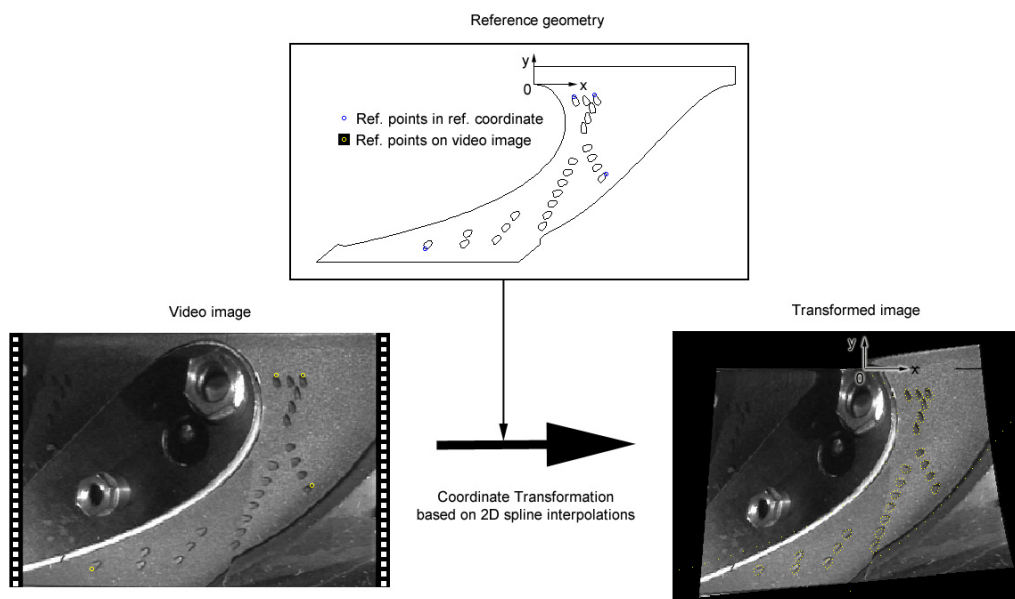 Reference geometry
y
0
x
Ref. points in ref. coordinate
Ref. points on video image
Video image
Transformed image
y
0
x
Coordinate Transformation
based on 2D spline interpolations